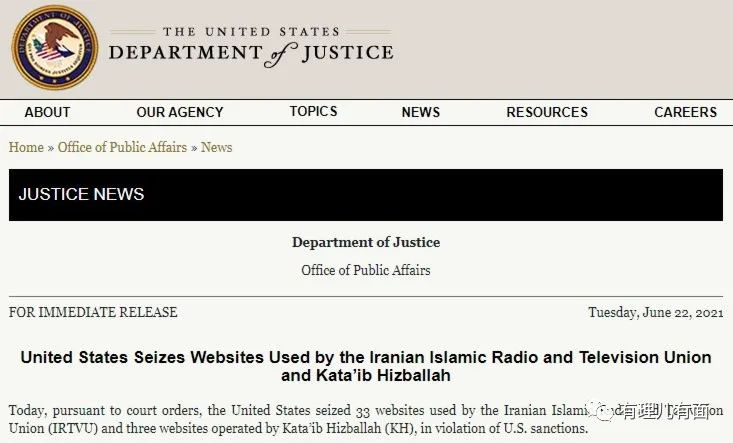 THE UNITED STATES
DEPARTMENT of JUSTICE
ABOUT OUR AGENCY TOPICS NEWS RESOURCES CAREERS
Home » Office of Public Affairs » News
JUSTICE NEWS
Department of Justice
Office of Public Affairs
FOR IMMEDIATE RELEASE Tuesday, June 22, 2021
United States Seizes Websites Used by the Iranian Islamic Radio and Television Union
and Kata’ib Hizballah
Today, pursuant to court orders, the United States seized 33 websites used by the Iranian Islamic
Union (IRTVU) and three websites operated by Kata’ib Hizballah (KH), in violation of U.S. sanctions.
有理儿有面